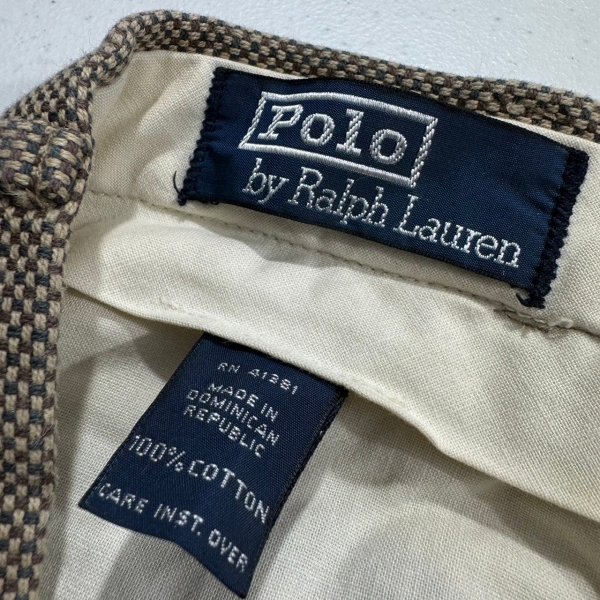 Polo
by Ralph Lauren
RN 41381
MADE IN
DOMINICAN
REPUBLIC
100% COTTON
CARE INST. OVER